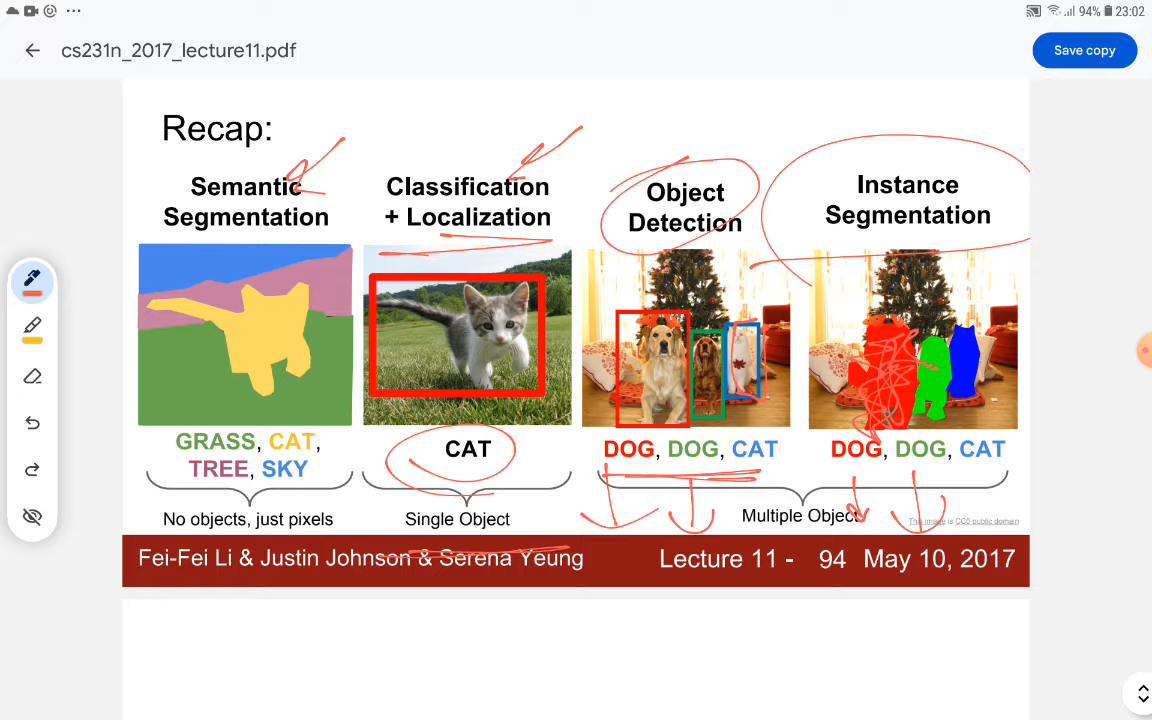 94% 23:02
cs231n_2017_lecture11.pdf
Save copy
Recap:
Semantic
Segmentation
Classification
+ Localization
Object
Detection
Instance
Segmentation
GRASS, CAT,
TREE, SKY
CAT
DOG, DOG, CAT
DOG, DOG, CAT
No objects, just pixels
Single Object
Multiple Object
This image is CC0 public domain
Fei-Fei Li & Justin Johnson & Serena Yeung
Lecture 11 - 94 May 10, 2017